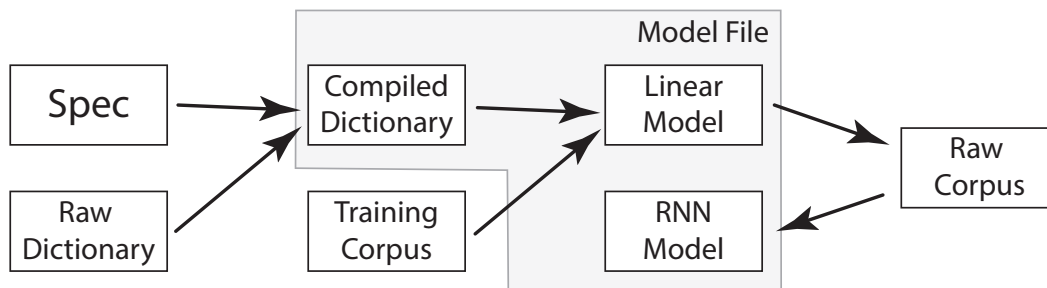 Model File
Spec
Compiled
Dictionary
Linear
Model
Raw
Corpus
Raw
Dictionary
Training
Corpus
RNN
Model